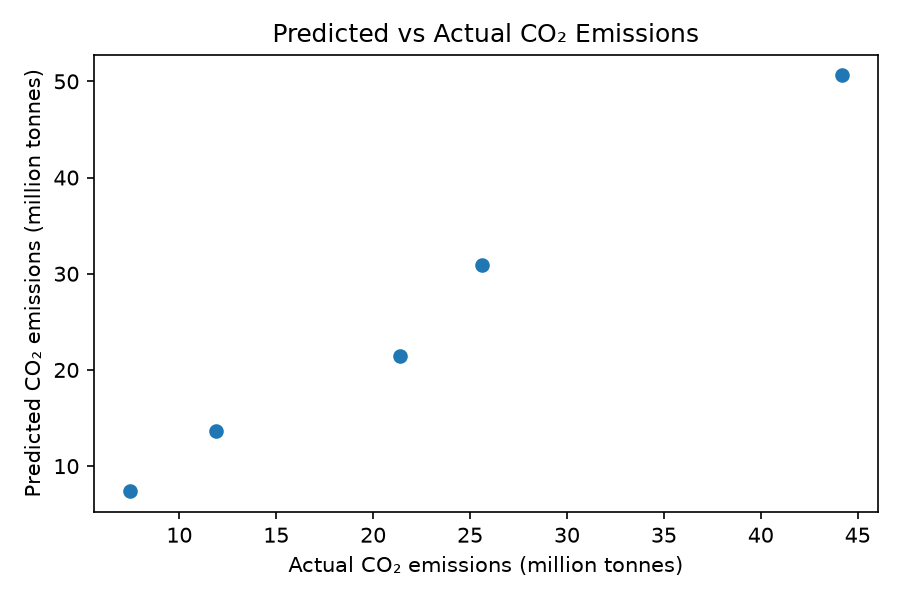 Predicted vs Actual CO₂ Emissions
Predicted CO₂ emissions (million tonnes)
50
40
30
20
10
10 15 20 25 30 35 40 45
Actual CO₂ emissions (million tonnes)